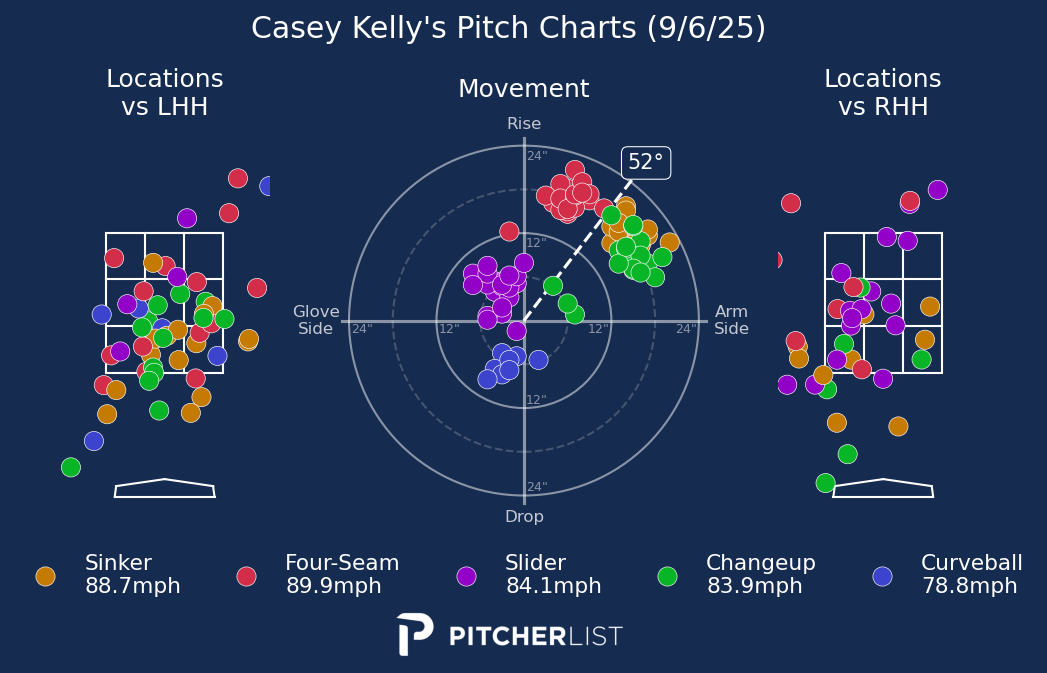 Casey Kelly's Pitch Charts (9/6/25)
Locations
vs LHH
Movement
Locations
vs RHH
Rise
24"
52°
12"
Glove
Side
24"
12"
12"
24"
Arm
Side
12"
24"
Drop
Sinker
88.7mph
Four-Seam
89.9mph
Slider
84.1mph
Changeup
83.9mph
Curveball
78.8mph
PITCHERLIST